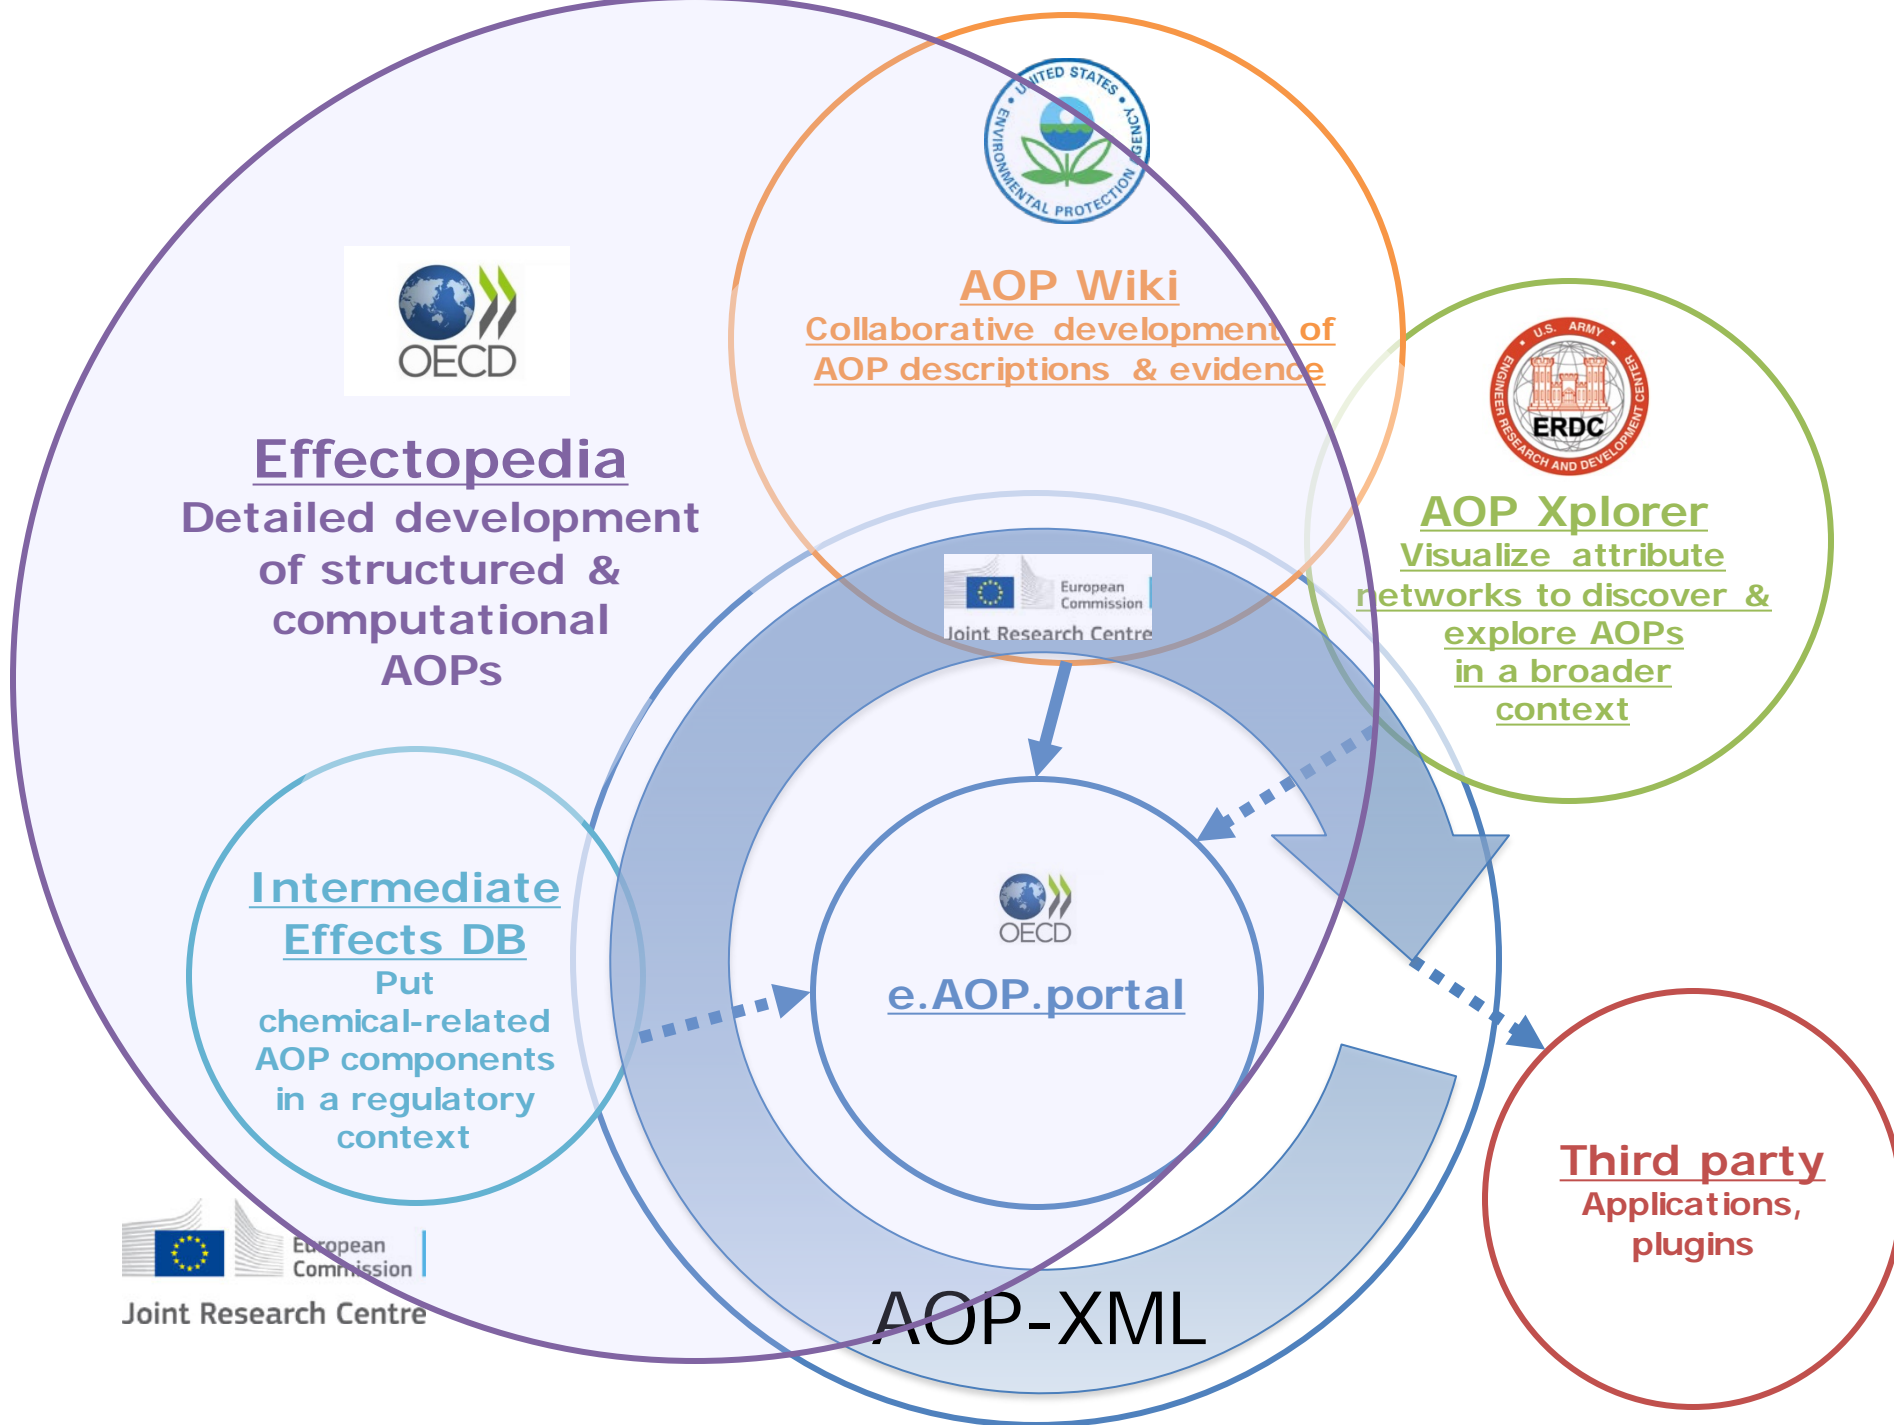 UNITED STATES • ENVIRONMENTAL PROTECTION AGENCY •
AOP Wiki
Collaborative development of
AOP descriptions & evidence
OECD
Effectopedia
Detailed development
of structured &
computational
AOPs
U.S. ARMY
ENGINEER RESEARCH AND DEVELOPMENT CENTER
ERDC
AOP Xplorer
Visualize attribute
networks to discover &
explore AOPs
in a broader
context
European
Commission
Joint Research Centre
Intermediate
Effects DB
Put
chemical-related
AOP components
in a regulatory
context
OECD
e.AOP.portal
Third party
Applications,
plugins
European
Commission
Joint Research Centre
AOP-XML